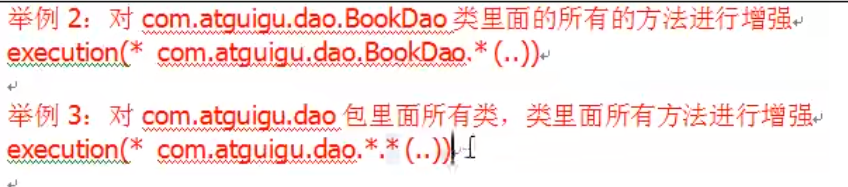 举例 2：对 com.atguigu.dao.BookDao 类里面的所有的方法进行增强
execution(* com.atguigu.dao.BookDao.* (..))
举例 3：对 com.atguigu.dao 包里面所有类，类里面所有方法进行增强
execution(* com.atguigu.dao.*.* (..))